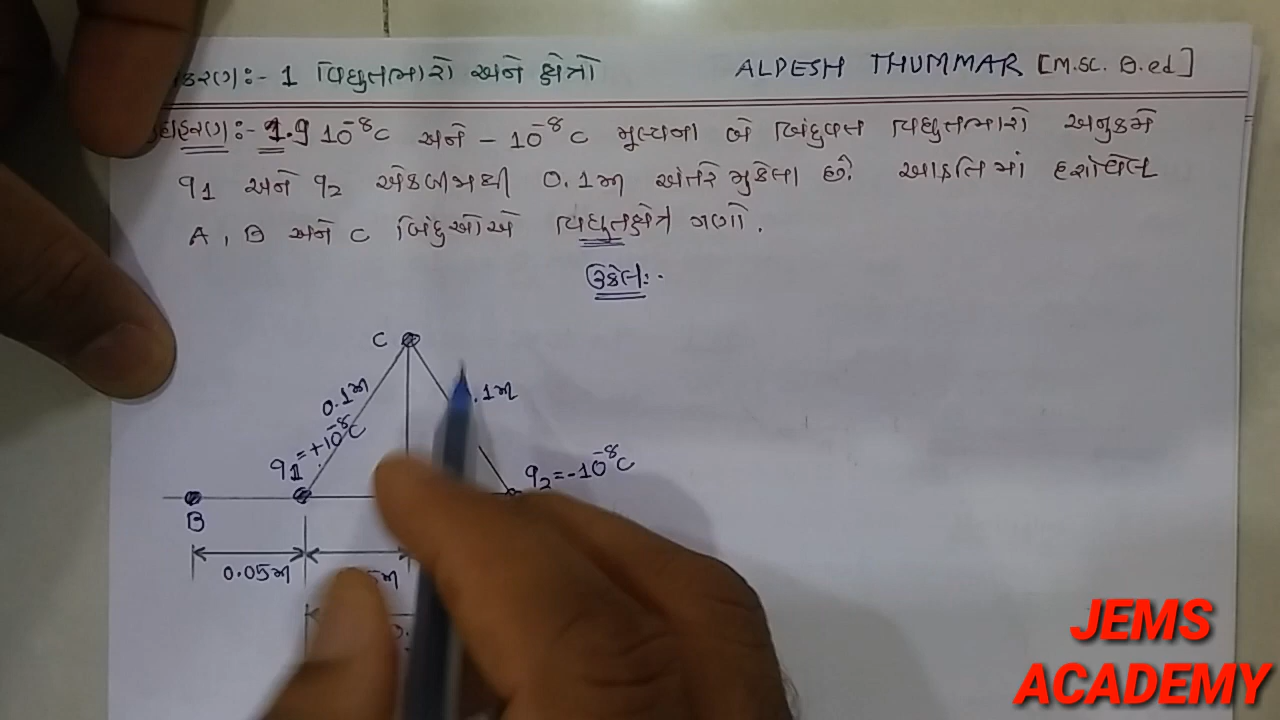 પ્રકરણ:- 1 વિદ્યુતભારો અને ક્ષેત્રો ALPESH THUMMAR [M.SC. B.ed]
ઉદાહરણ:- 1.9 10⁻⁸C અને - 10⁻⁸C મૂલ્યના બે બિંદુવત વિદ્યુતભારો અનુક્રમે
q1 અને q2 એકબીજાથી 0.1m અંતરે મુકેલા છે. આકૃતિમાં દર્શાવેલ
A, B અને C બિંદુઓએ વિદ્યુતક્ષેત્ર ગણો.
ઉકેલ:-
C
0.1m .1m
q1=+10⁻⁸C q2=-10⁻⁸C
B
0.05m 5m
JEMS
ACADEMY